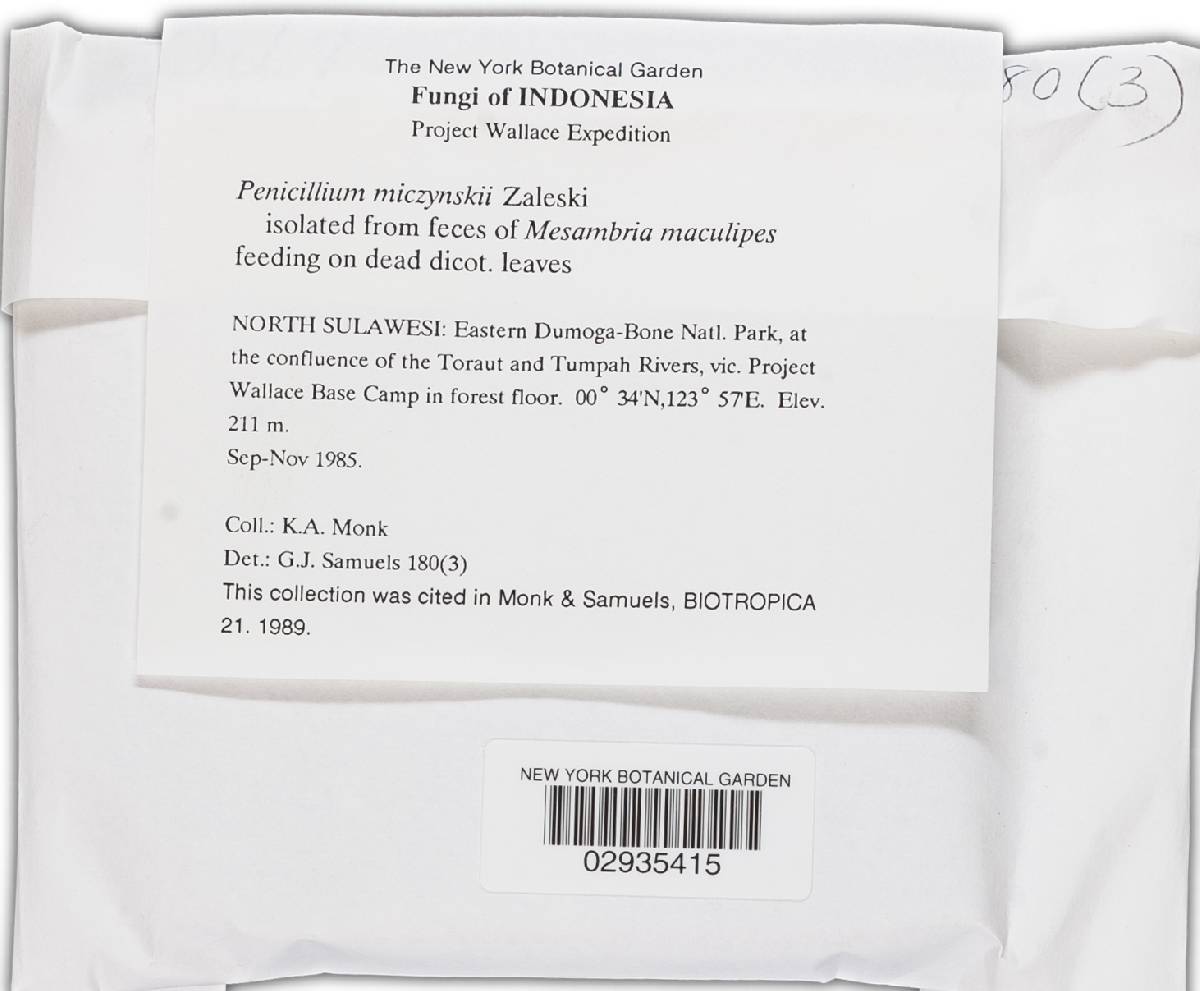 The New York Botanical Garden
Fungi of INDONESIA
Project Wallace Expedition
80(3)
Penicillium miczynskii Zaleski
isolated from feces of Mesambria maculipes
feeding on dead dicot. leaves
NORTH SULAWESI: Eastern Dumoga-Bone Natl. Park, at
the confluence of the Toraut and Tumpah Rivers, vic. Project
Wallace Base Camp in forest floor. 00° 34'N,123° 57'E. Elev.
211 m.
Sep-Nov 1985.
Coll.: K.A. Monk
Det.: G.J. Samuels 180(3)
This collection was cited in Monk & Samuels, BIOTROPICA
21. 1989.
NEW YORK BOTANICAL GARDEN
02935415